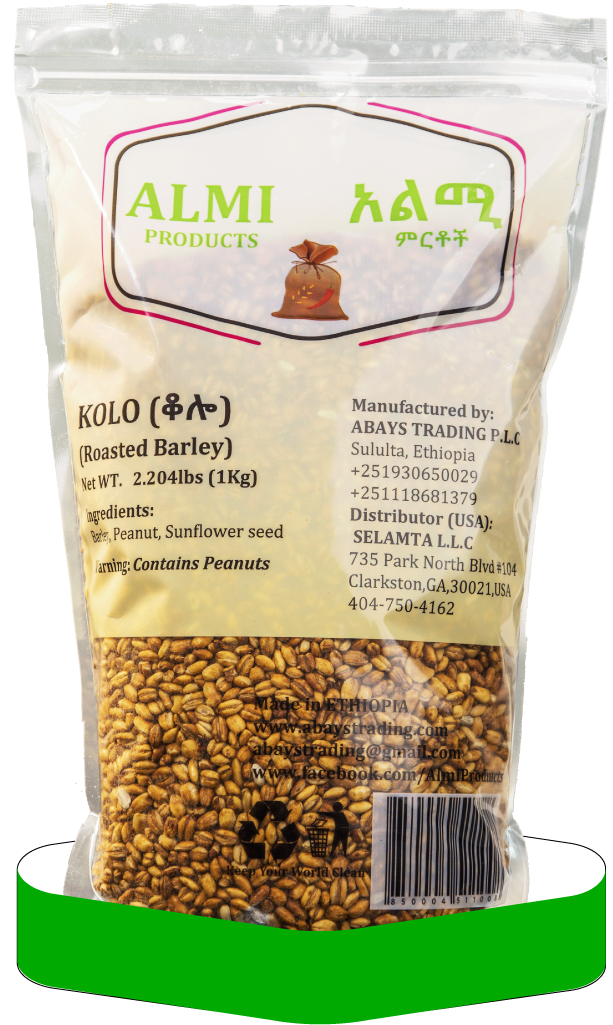 ALMI
PRODUCTS
አልሚ
ምርቶች
KOLO (ቆሎ)
(Roasted Barley)
Net WT. 2.204lbs (1Kg)
Ingredients:
Barley, Peanut, Sunflower seed
Warning: Contains Peanuts
Manufactured by:
ABAYS TRADING P.L.C
Sululta, Ethiopia
+251930650029
+251118681379
Distributor (USA):
SELAMTA L.L.C
735 Park North Blvd #104
Clarkston,GA,30021,USA
404-750-4162
Made in ETHIOPIA
www.abaystrading.com
abaystrading@gmail.com
www.facebook.com/AlmiProducts
Keep Your World Clean